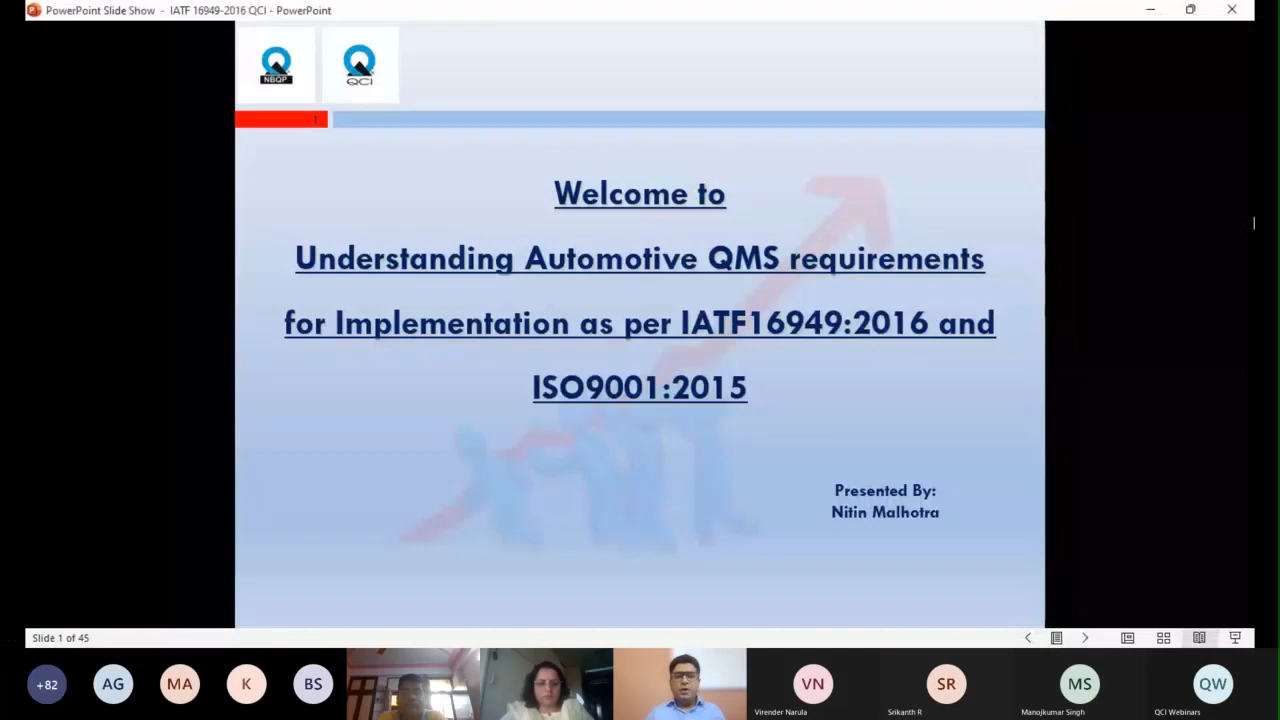 PowerPoint Slide Show - IATF 16949-2016 QCI - PowerPoint
NBQP
QCI
1
Welcome to
Understanding Automotive QMS requirements
for Implementation as per IATF16949:2016 and
ISO9001:2015
Presented By:
Nitin Malhotra
Slide 1 of 45
+82
AG
MA
K
BS
VN
SR
MS
QW
Virender Narula
Srikanth R
Manojkumar Singh
QCI Webinars